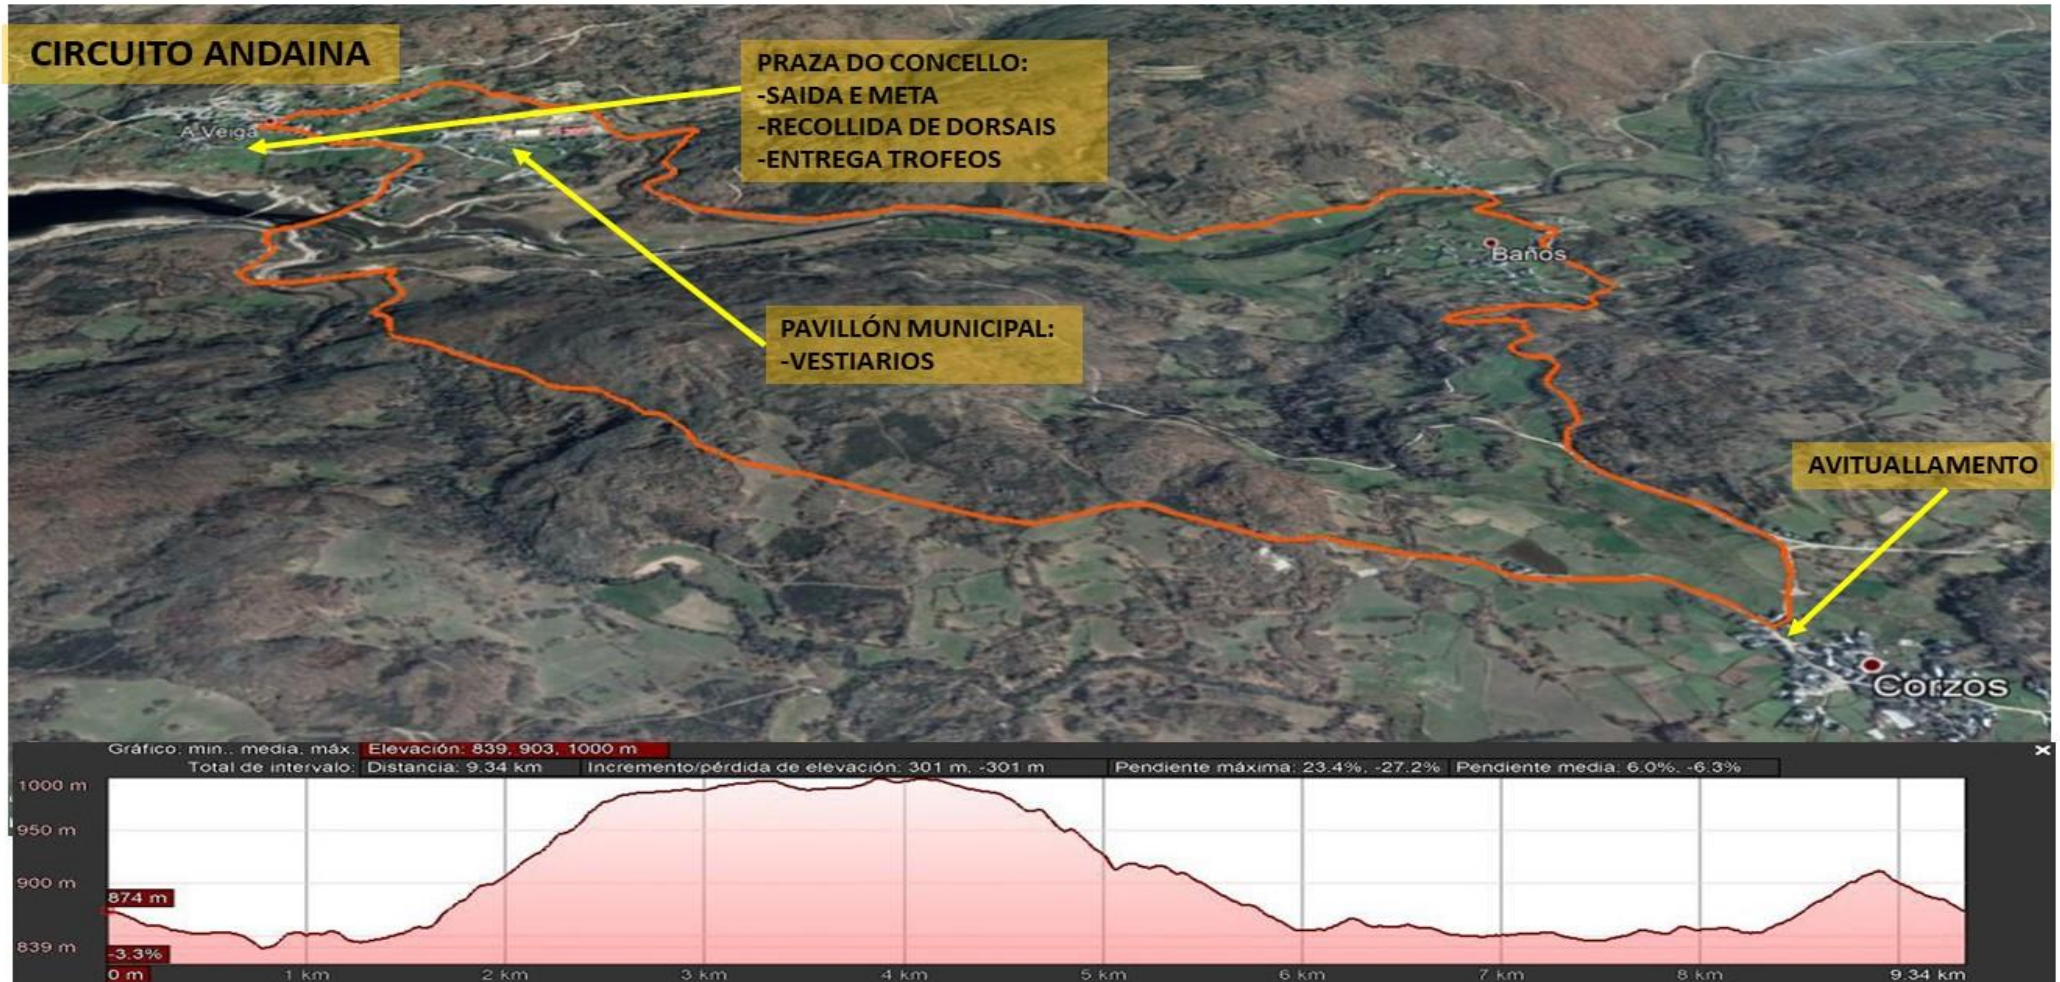 CIRCUITO ANDAINA
PRAZA DO CONCELLO:
-SAIDA E META
-RECOLLIDA DE DORSAIS
-ENTREGA TROFEOS
A Veiga
Baños
PAVILLÓN MUNICIPAL:
-VESTIARIOS
AVITUALLAMENTO
Corzos
Gráfico: min., media, máx. Elevación: 839, 903, 1000 m
Total de intervalo: Distancia: 9.34 km Incremento/pérdida de elevación: 301 m, -301 m Pendiente máxima: 23.4%, -27.2% Pendiente media: 6.0%, -6.3%
1000 m
950 m
900 m
874 m
839 m
-3.3%
0 m 1 km 2 km 3 km 4 km 5 km 6 km 7 km 8 km 9.34 km